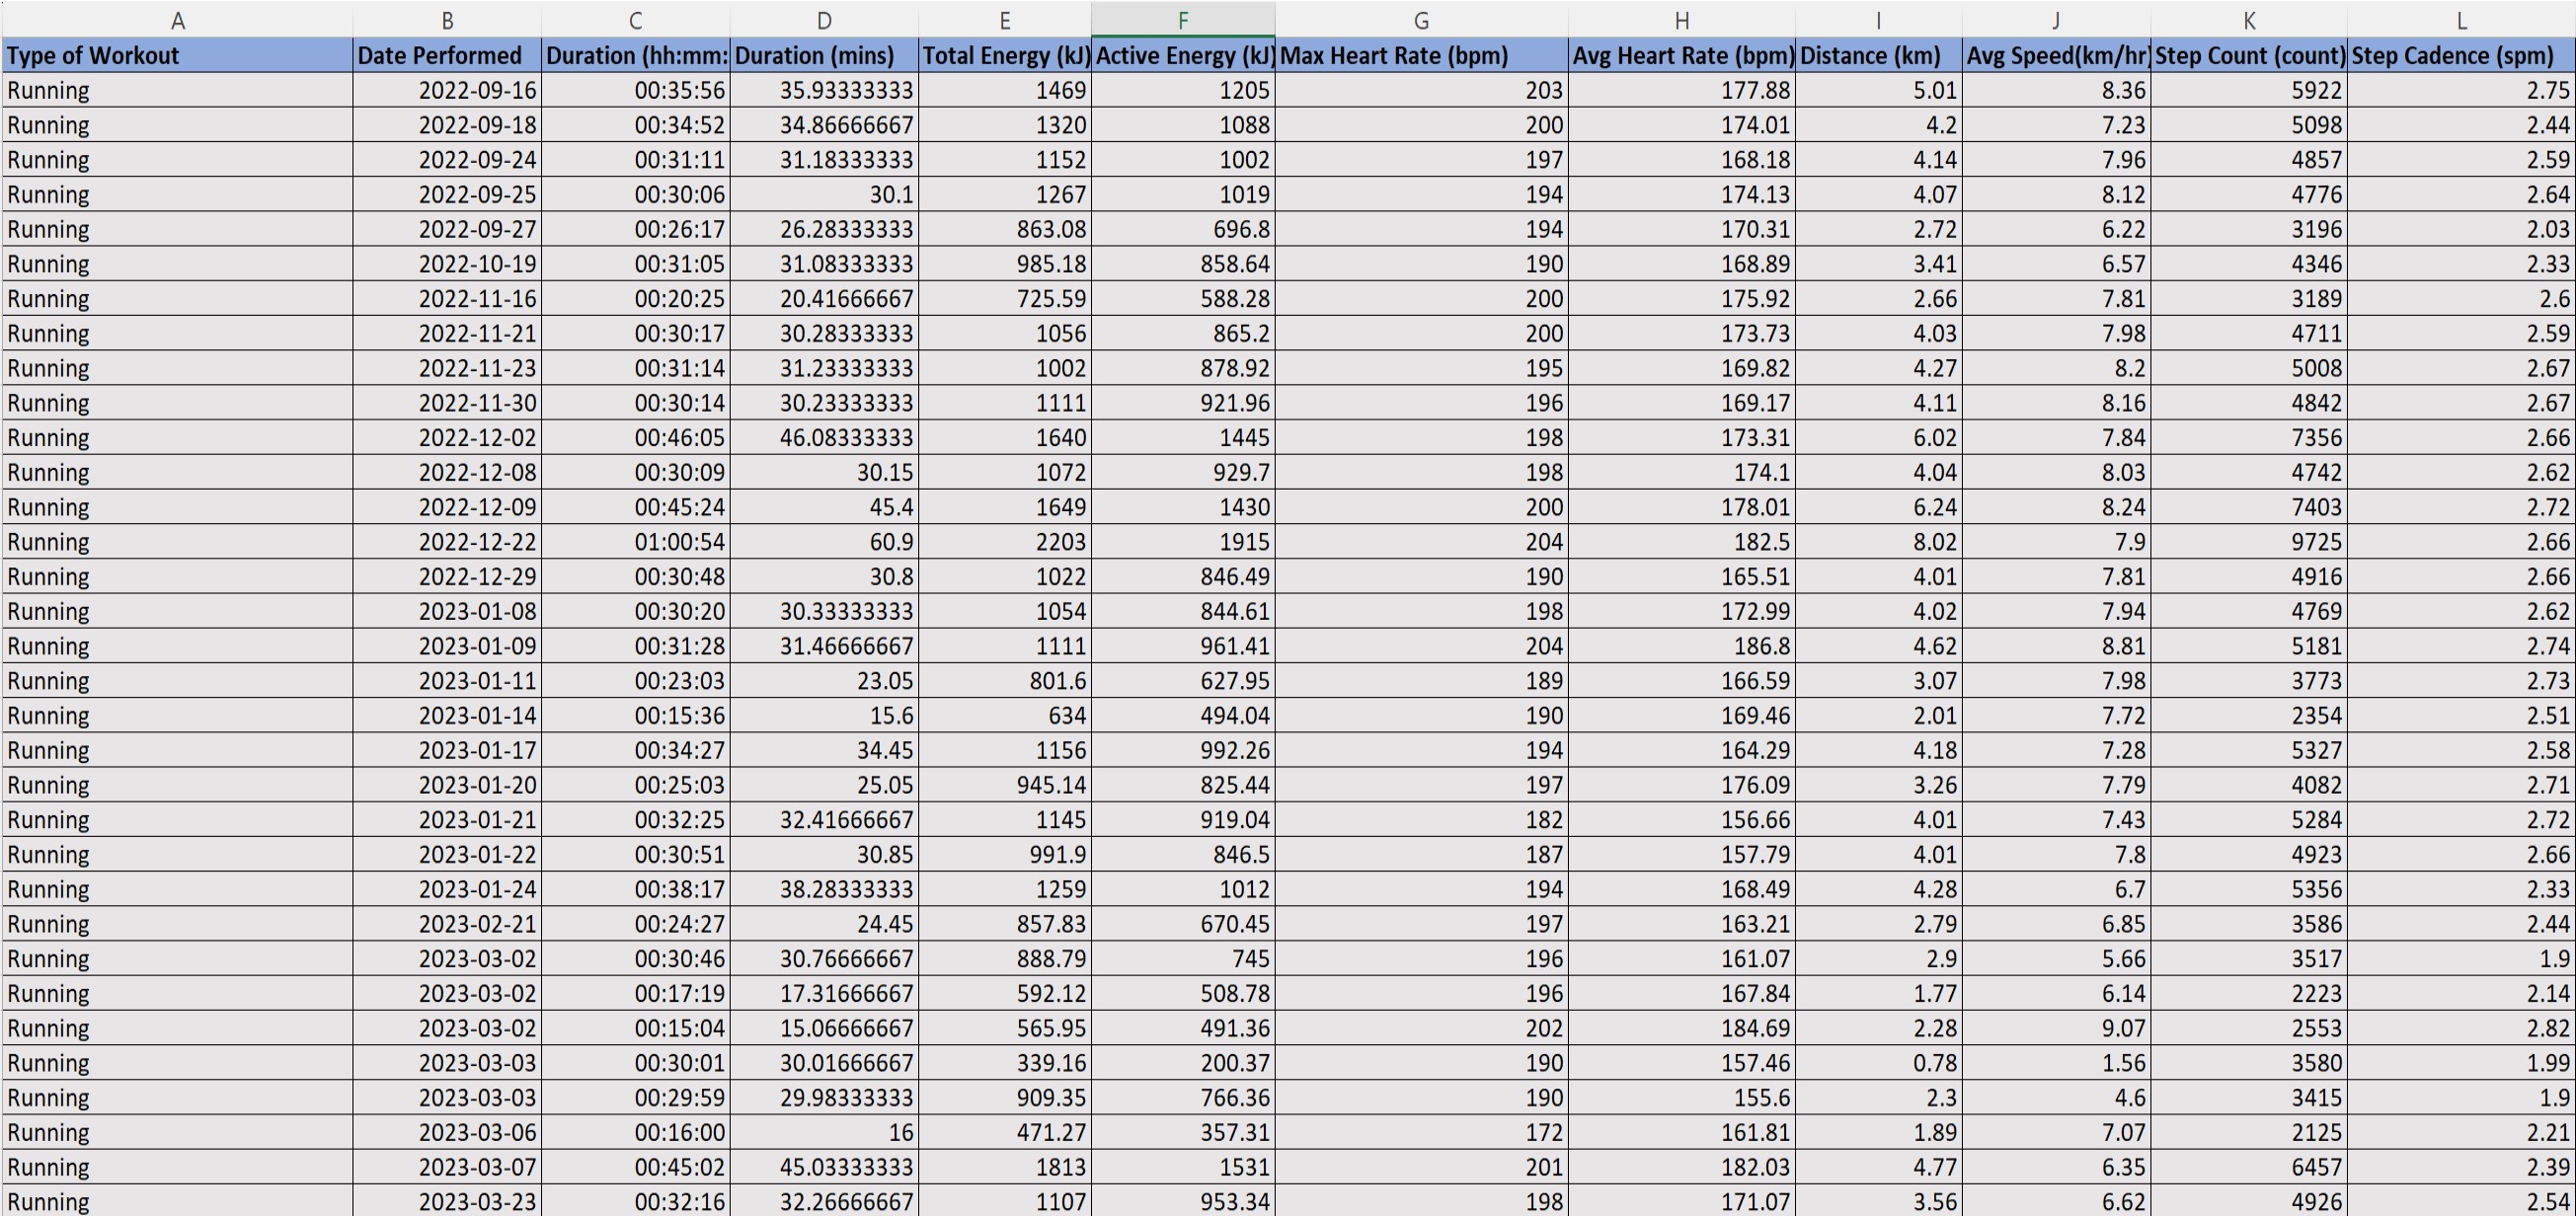 A B C D E F G H I J K L
Type of Workout Date Performed Duration (hh:mm: Duration (mins) Total Energy (kJ) Active Energy (kJ) Max Heart Rate (bpm) Avg Heart Rate (bpm) Distance (km) Avg Speed(km/hr) Step Count (count) Step Cadence (spm)
Running 2022-09-16 00:35:56 35.93333333 1469 1205 203 177.88 5.01 8.36 5922 2.75
Running 2022-09-18 00:34:52 34.86666667 1320 1088 200 174.01 4.2 7.23 5098 2.44
Running 2022-09-24 00:31:11 31.18333333 1152 1002 197 168.18 4.14 7.96 4857 2.59
Running 2022-09-25 00:30:06 30.1 1267 1019 194 174.13 4.07 8.12 4776 2.64
Running 2022-09-27 00:26:17 26.28333333 863.08 696.8 194 170.31 2.72 6.22 3196 2.03
Running 2022-10-19 00:31:05 31.08333333 985.18 858.64 190 168.89 3.41 6.57 4346 2.33
Running 2022-11-16 00:20:25 20.41666667 725.59 588.28 200 175.92 2.66 7.81 3189 2.6
Running 2022-11-21 00:30:17 30.28333333 1056 865.2 200 173.73 4.03 7.98 4711 2.59
Running 2022-11-23 00:31:14 31.23333333 1002 878.92 195 169.82 4.27 8.2 5008 2.67
Running 2022-11-30 00:30:14 30.23333333 1111 921.96 196 169.17 4.11 8.16 4842 2.67
Running 2022-12-02 00:46:05 46.08333333 1640 1445 198 173.31 6.02 7.84 7356 2.66
Running 2022-12-08 00:30:09 30.15 1072 929.7 198 174.1 4.04 8.03 4742 2.62
Running 2022-12-09 00:45:24 45.4 1649 1430 200 178.01 6.24 8.24 7403 2.72
Running 2022-12-22 01:00:54 60.9 2203 1915 204 182.5 8.02 7.9 9725 2.66
Running 2022-12-29 00:30:48 30.8 1022 846.49 190 165.51 4.01 7.81 4916 2.66
Running 2023-01-08 00:30:20 30.33333333 1054 844.61 198 172.99 4.02 7.94 4769 2.62
Running 2023-01-09 00:31:28 31.46666667 1111 961.41 204 186.8 4.62 8.81 5181 2.74
Running 2023-01-11 00:23:03 23.05 801.6 627.95 189 166.59 3.07 7.98 3773 2.73
Running 2023-01-14 00:15:36 15.6 634 494.04 190 169.46 2.01 7.72 2354 2.51
Running 2023-01-17 00:34:27 34.45 1156 992.26 194 164.29 4.18 7.28 5327 2.58
Running 2023-01-20 00:25:03 25.05 945.14 825.44 197 176.09 3.26 7.79 4082 2.71
Running 2023-01-21 00:32:25 32.41666667 1145 919.04 182 156.66 4.01 7.43 5284 2.72
Running 2023-01-22 00:30:51 30.85 991.9 846.5 187 157.79 4.01 7.8 4923 2.66
Running 2023-01-24 00:38:17 38.28333333 1259 1012 194 168.49 4.28 6.7 5356 2.33
Running 2023-02-21 00:24:27 24.45 857.83 670.45 197 163.21 2.79 6.85 3586 2.44
Running 2023-03-02 00:30:46 30.76666667 888.79 745 196 161.07 2.9 5.66 3517 1.9
Running 2023-03-02 00:17:19 17.31666667 592.12 508.78 196 167.84 1.77 6.14 2223 2.14
Running 2023-03-02 00:15:04 15.06666667 565.95 491.36 202 184.69 2.28 9.07 2553 2.82
Running 2023-03-03 00:30:01 30.01666667 339.16 200.37 190 157.46 0.78 1.56 3580 1.99
Running 2023-03-03 00:29:59 29.98333333 909.35 766.36 190 155.6 2.3 4.6 3415 1.9
Running 2023-03-06 00:16:00 16 471.27 357.31 172 161.81 1.89 7.07 2125 2.21
Running 2023-03-07 00:45:02 45.03333333 1813 1531 201 182.03 4.77 6.35 6457 2.39
Running 2023-03-23 00:32:16 32.26666667 1107 953.34 198 171.07 3.56 6.62 4926 2.54